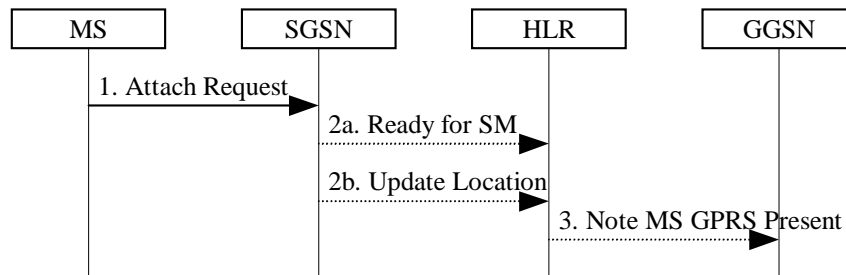 MS SGSN HLR GGSN
1. Attach Request
2a. Ready for SM
2b. Update Location
3. Note MS GPRS Present